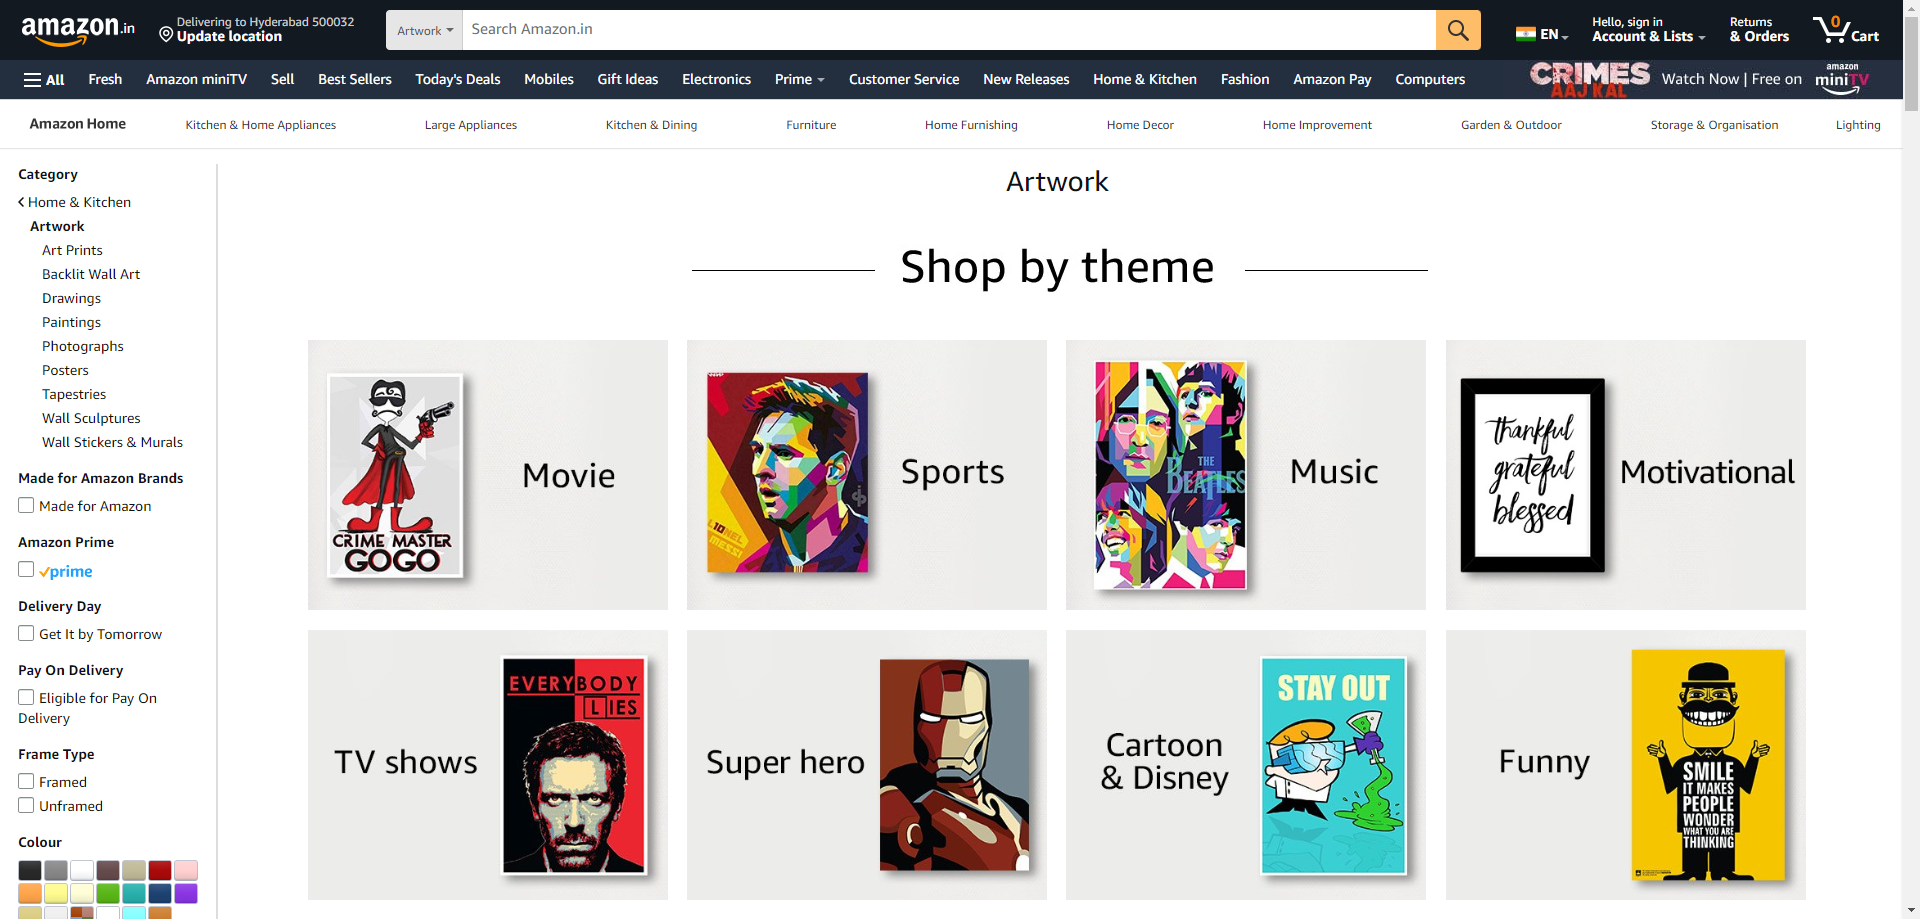 amazon.in
Delivering to Hyderabad 500032
Update location
Artwork
Search Amazon.in
EN
Hello, sign in
Account & Lists
Returns
& Orders
0
Cart
All
Fresh
Amazon miniTV
Sell
Best Sellers
Today's Deals
Mobiles
Gift Ideas
Electronics
Prime
Customer Service
New Releases
Home & Kitchen
Fashion
Amazon Pay
Computers
CRIMES
AAJ KAL
Watch Now | Free on
amazon
miniTV
Amazon Home
Kitchen & Home Appliances
Large Appliances
Kitchen & Dining
Furniture
Home Furnishing
Home Decor
Home Improvement
Garden & Outdoor
Storage & Organisation
Lighting
Category
Home & Kitchen
Artwork
Art Prints
Backlit Wall Art
Drawings
Paintings
Photographs
Posters
Tapestries
Wall Sculptures
Wall Stickers & Murals
Made for Amazon Brands
Made for Amazon
Amazon Prime
prime
Delivery Day
Get It by Tomorrow
Pay On Delivery
Eligible for Pay On
Delivery
Frame Type
Framed
Unframed
Colour
Artwork
Shop by theme
CRIME MASTER
GOGO
Movie
L10NEL
MESSI
Sports
THE
BEATLES
Music
thankful
grateful
blessed
Motivational
TV shows
EVERYBODY
LIES
Super hero
Cartoon
& Disney
STAY OUT
Funny
SMILE
IT MAKES
PEOPLE
WONDER
WHAT YOU ARE
THINKING